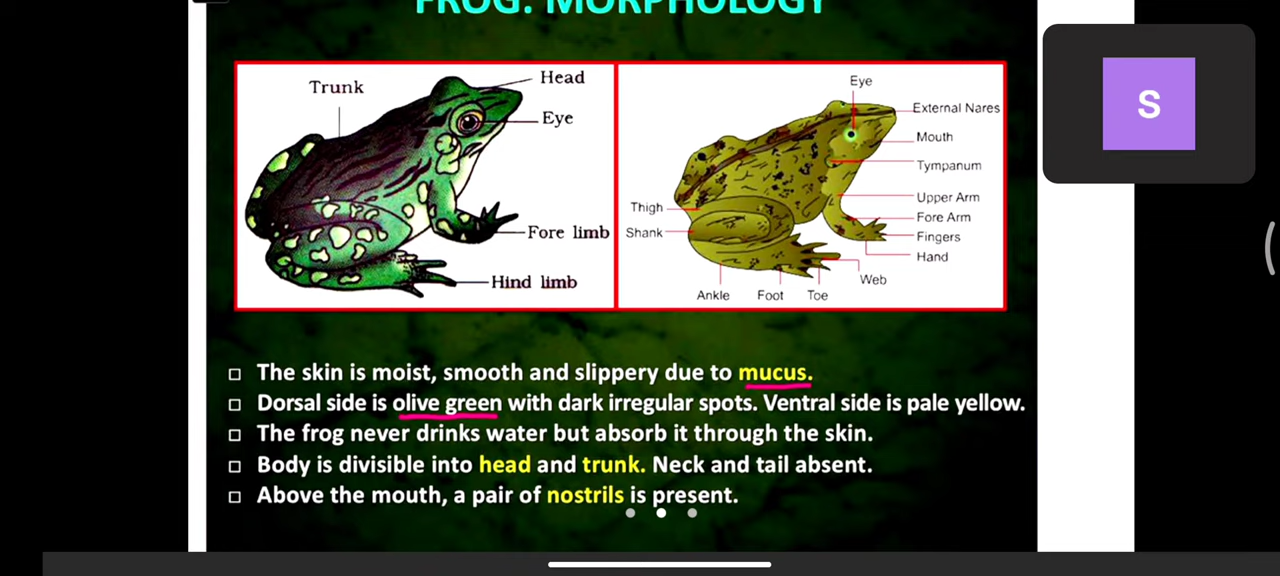 FROG: MORPHOLOGY
Trunk
Head
Eye
Fore limb
Hind limb
Eye
External Nares
Mouth
Tympanum
Upper Arm
Fore Arm
Fingers
Hand
Web
Thigh
Shank
Ankle
Foot
Toe
S
The skin is moist, smooth and slippery due to mucus.
Dorsal side is olive green with dark irregular spots. Ventral side is pale yellow.
The frog never drinks water but absorb it through the skin.
Body is divisible into head and trunk. Neck and tail absent.
Above the mouth, a pair of nostrils is present.